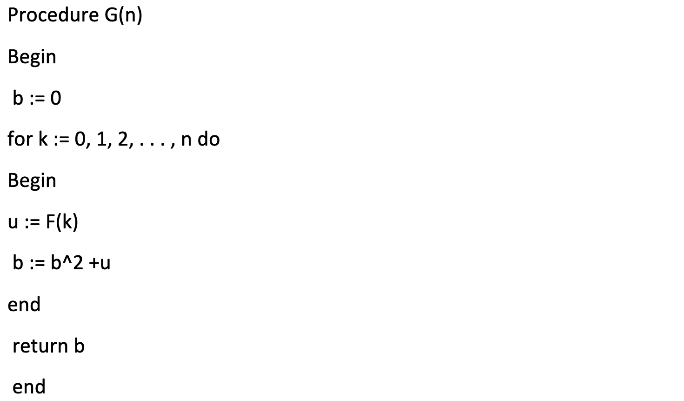 Procedure G(n)
Begin
b := 0
for k := 0, 1, 2, . . . , n do
Begin
u := F(k)
b := b^2 +u
end
return b
end